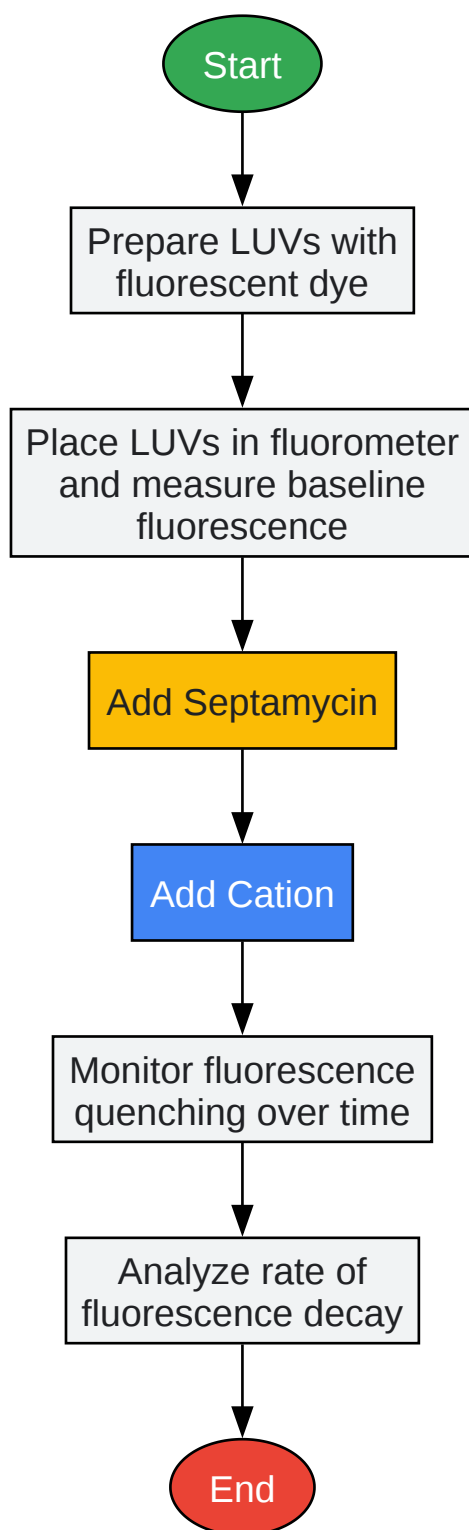 Start
Prepare LUVs with
fluorescent dye
Place LUVs in fluorometer
and measure baseline
fluorescence
Add Septamycin
Add Cation
Monitor fluorescence
quenching over time
Analyze rate of
fluorescence decay
End